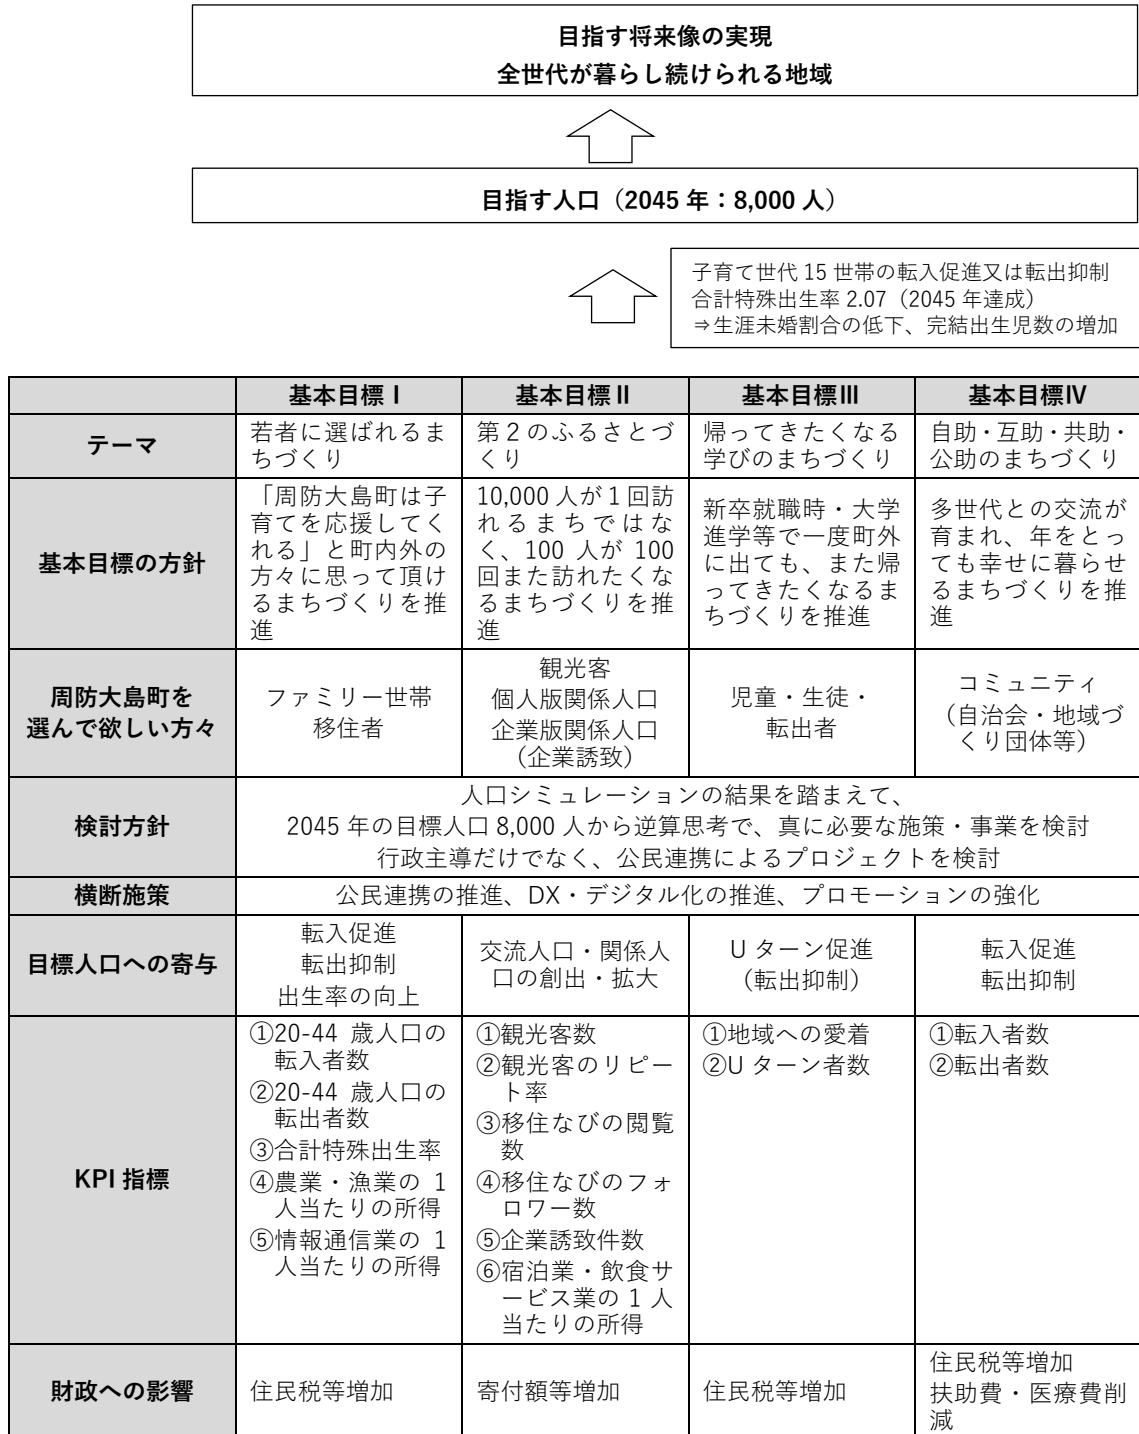 目指す将来像の実現
全世代が暮らし続けられる地域
目指す人口（2045 年：8,000 人）
子育て世代 15 世帯の転入促進又は転出抑制
合計特殊出生率 2.07（2045 年達成）
⇒生涯未婚割合の低下、完結出生児数の増加
基本目標Ⅰ
基本目標Ⅱ
基本目標Ⅲ
基本目標Ⅳ
テーマ
若者に選ばれるま
ちづくり
第２のふるさとづ
くり
帰ってきたくなる
学びのまちづくり
自助・互助・共助・
公助のまちづくり
基本目標の方針
「周防大島町は子
育てを応援してく
れる」と町内外の
方々に思って頂け
るまちづくりを推
進
10,000 人が１回訪
れるまちではな
く、100 人が 100
回また訪れたくな
るまちづくりを推
進
新卒就職時・大学
進学等で一度町外
に出ても、また帰
ってきたくなるま
ちづくりを推進
多世代との交流が
育まれ、年をとっ
ても幸せに暮らせ
るまちづくりを推
進
周防大島町を
選んで欲しい方々
ファミリー世帯
移住者
観光客
個人版関係人口
企業版関係人口
（企業誘致）
児童・生徒・
転出者
コミュニティ
（自治会・地域づ
くり団体等）
検討方針
人口シミュレーションの結果を踏まえて、
2045 年の目標人口 8,000 人から逆算思考で、真に必要な施策・事業を検討
行政主導だけでなく、公民連携によるプロジェクトを検討
横断施策
公民連携の推進、DX・デジタル化の推進、プロモーションの強化
目標人口への寄与
転入促進
転出抑制
出生率の向上
交流人口・関係人
口の創出・拡大
U ターン促進
（転出抑制）
転入促進
転出抑制
KPI 指標
①20-44 歳人口の
転入者数
②20-44 歳人口の
転出者数
③合計特殊出生率
④農業・漁業の 1
人当たりの所得
⑤情報通信業の 1
人当たりの所得
①観光客数
②観光客のリピー
ト率
③移住なびの閲覧
数
④移住なびのフォ
ロワー数
⑤企業誘致件数
⑥宿泊業・飲食サ
ービス業の 1 人
当たりの所得
①地域への愛着
②U ターン者数
①転入者数
②転出者数
財政への影響
住民税等増加
寄付額等増加
住民税等増加
住民税等増加
扶助費・医療費削
減